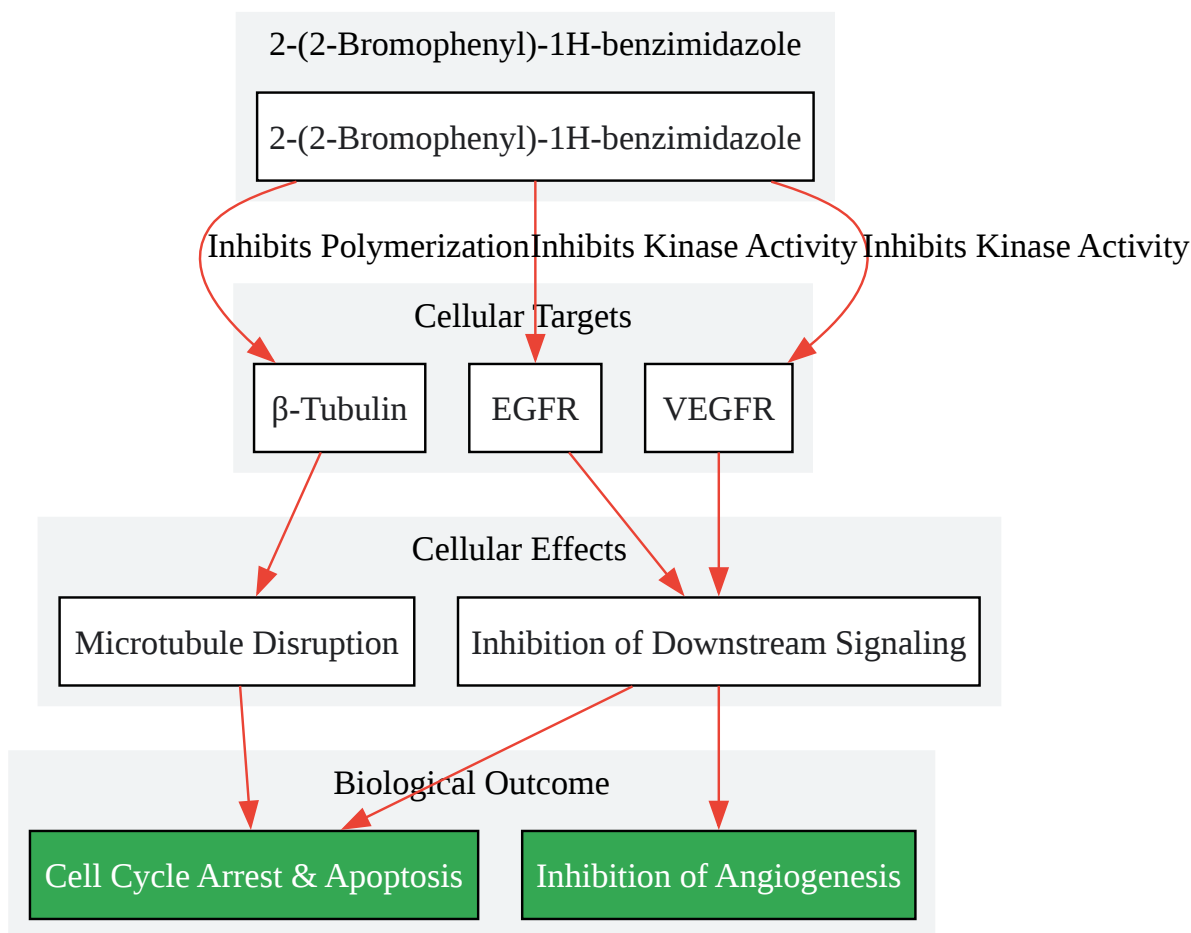 2-(2-Bromophenyl)-1H-benzimidazole
2-(2-Bromophenyl)-1H-benzimidazole
Inhibits Polymerization
Inhibits Kinase Activity
Inhibits Kinase Activity
Cellular Targets
β-Tubulin
EGFR
VEGFR
Cellular Effects
Microtubule Disruption
Inhibition of Downstream Signaling
Biological Outcome
Cell Cycle Arrest & Apoptosis
Inhibition of Angiogenesis